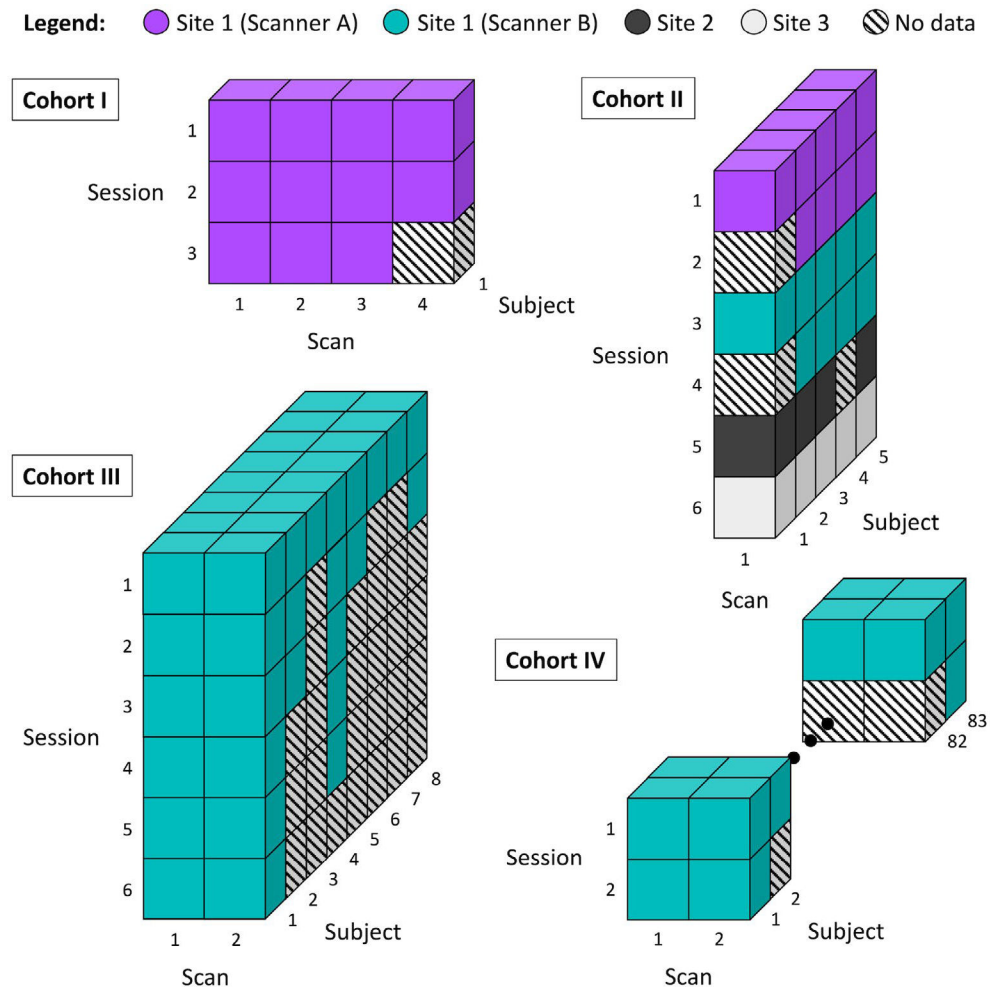 Legend: Site 1 (Scanner A) Site 1 (Scanner B) Site 2 Site 3 No data
Cohort I
1
Session 2
3
1 2 3 4
1
Subject
Scan
Cohort II
1
2
3
Session
4
5
6
1 2 3 4 5
Subject
1
Scan
Cohort III
1
2
3
Session
4
5
6
1 2 3 4 5 6 7 8
Subject
1 2
Scan
Cohort IV
83
82
1
Session
2
1 2
Subject
1 2
Scan